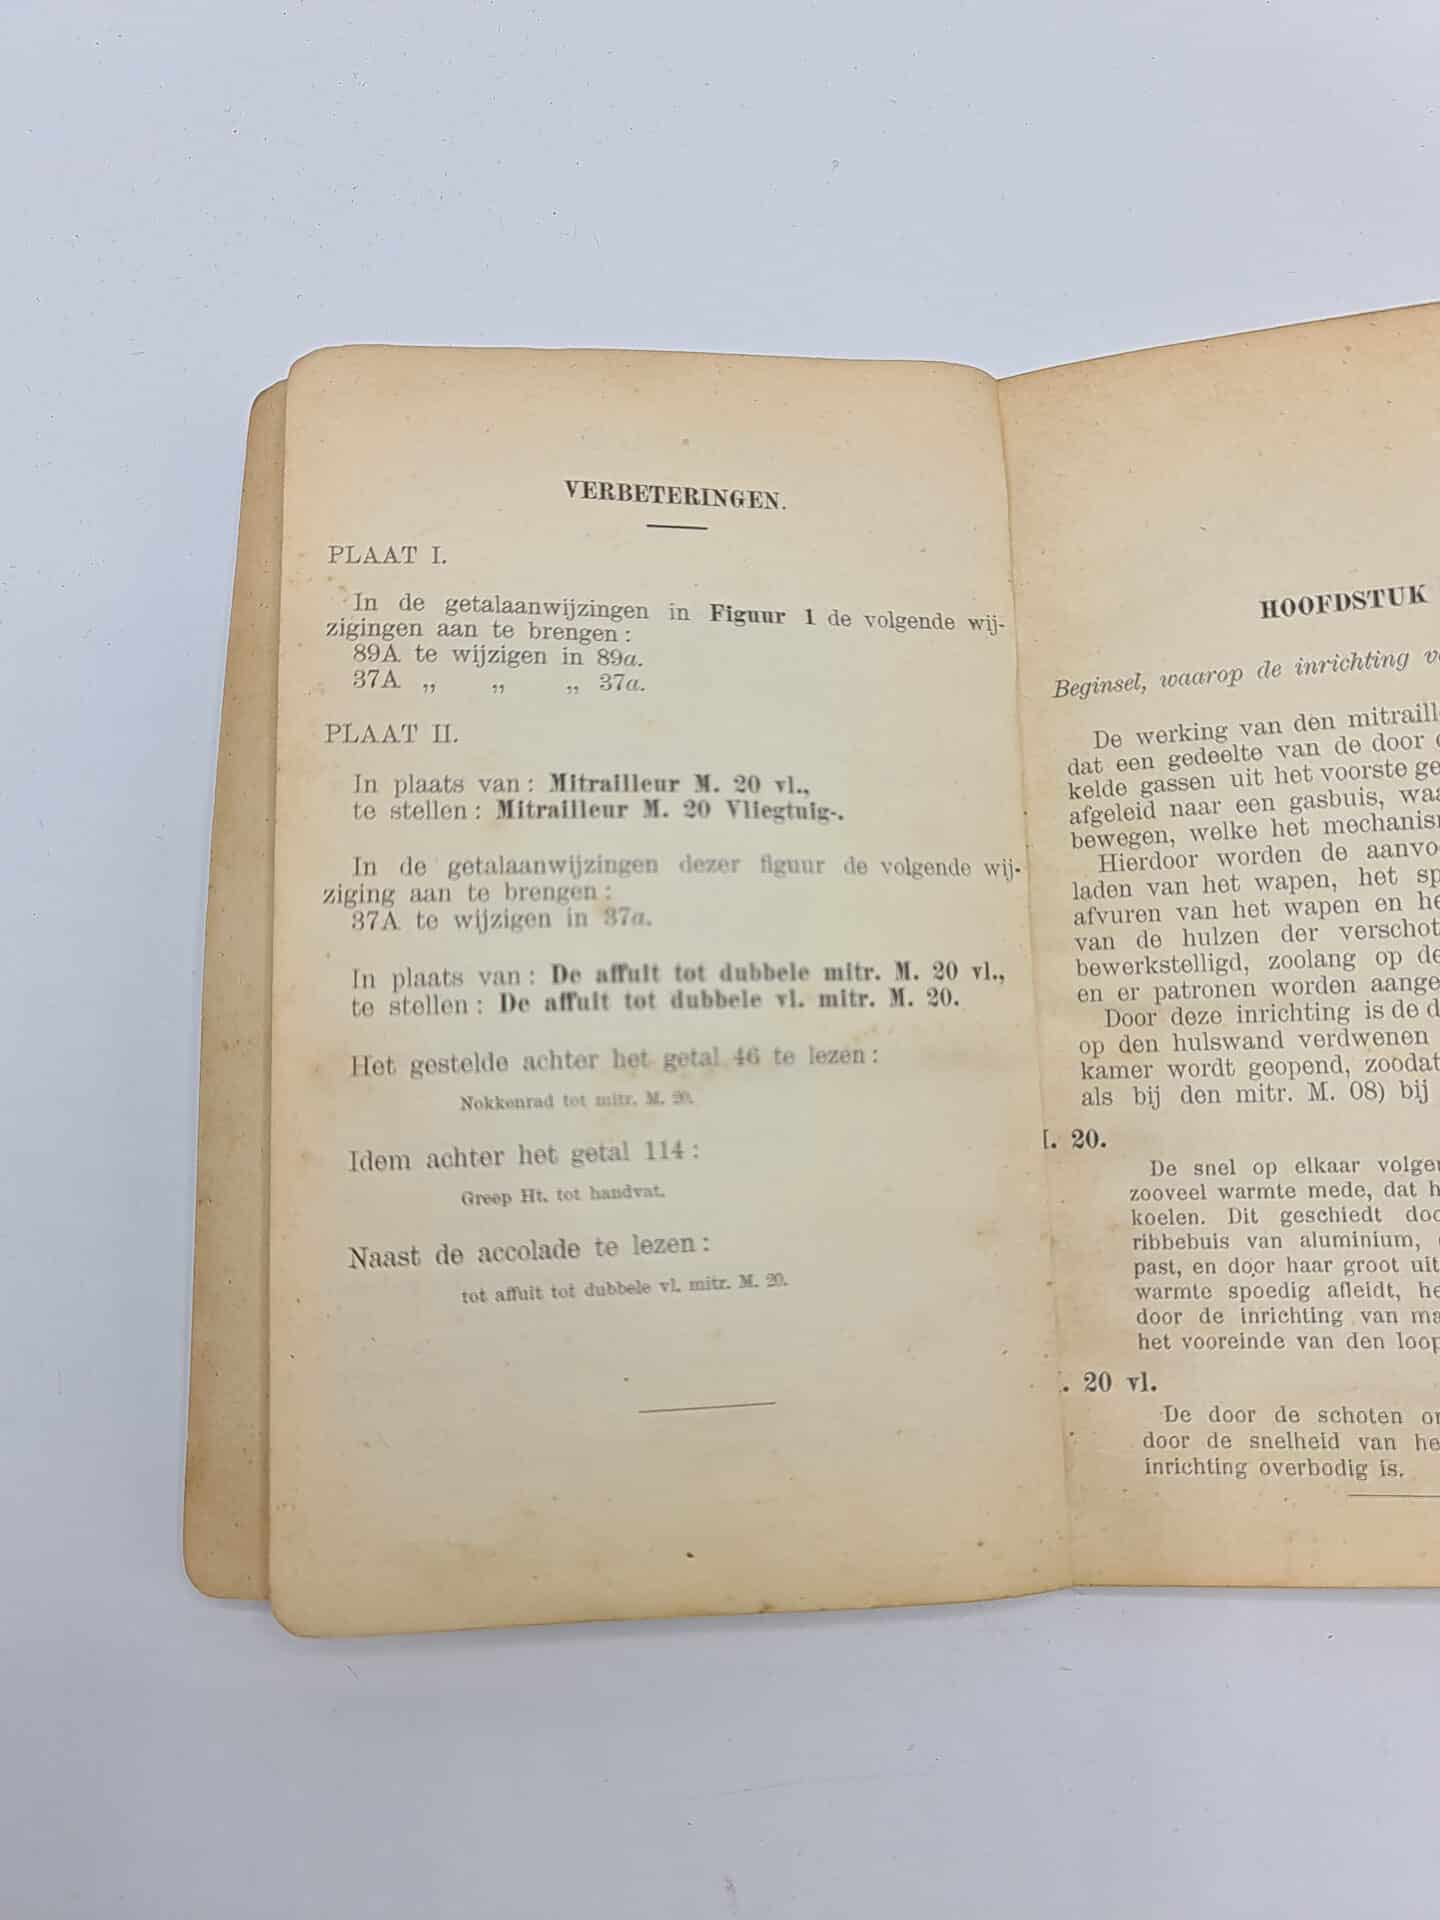 VERBETERINGEN.
PLAAT I.
In de getalaanwijzingen in Figuur 1 de volgende wij-
zigingen aan te brengen:
89A te wijzigen in 89a.
37A „ „ „ 37a.
PLAAT II.
In plaats van: Mitrailleur M. 20 vl.,
te stellen: Mitrailleur M. 20 Vliegtuig-.
In de getalaanwijzingen dezer figuur de volgende wij-
ziging aan te brengen:
37A te wijzigen in 37a.
In plaats van: De affuit tot dubbele mitr. M. 20 vl.,
te stellen: De affuit tot dubbele vl. mitr. M. 20.
Het gestelde achter het getal 46 te lezen:
Nokkenrad tot mitr. M. 20.
Idem achter het getal 114:
Greep Ht. tot handvat.
Naast de accolade te lezen:
tot affuit tot dubbele vl. mitr. M. 20.
HOOFDSTUK
Beginsel, waarop de inrichting
De werking van den
dat een gedeelte van de door
kelde gassen uit het voorste
afgeleid naar een gasbuis,
bewegen, welke het
Hierdoor worden de
laden van het wapen, het
afvuren van het wapen en
van de hulzen der
bewerkstelligd, zoolang op
en er patronen worden
Door deze inrichting is de
op den hulswand verdwenen
kamer wordt geopend,
als bij den mitr. M. 08) bij
20.
De snel op elkaar
zooveel warmte mede, dat
koelen. Dit geschiedt
ribbebuis van aluminium,
past, en door haar groot
warmte spoedig afleidt,
door de inrichting van
het vooreinde van den
. 20 vl.
De door de schoten
door de snelheid van
inrichting overbodig is.